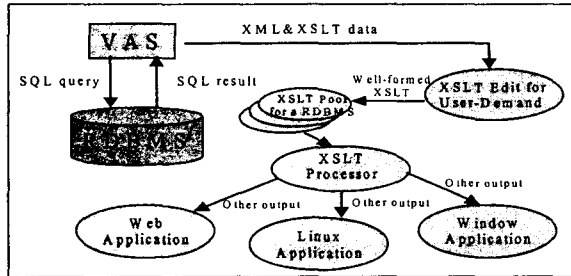 VAS
XML&XSLT data
SQL query
SQL result
RDBMS
XSLT Pool
for a RDBMS
Well-formed
XSLT
XSLT Edit for
User-Demand
XSLT
Processor
Other output
Other output
Other output
Web
Application
Linux
Application
Window
Application